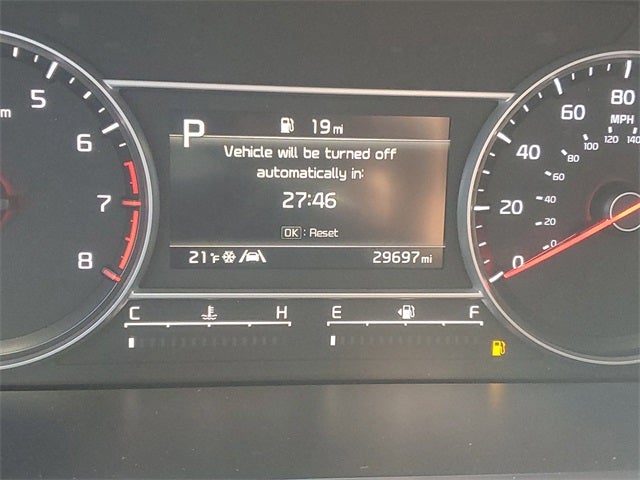 5
6
7
8
m
P 19 mi
Vehicle will be turned off
automatically in:
27:46
OK : Reset
21 °F 29697 mi
C H
E F
80
60
MPH
40
20
0
140
120
100
80
60
40
20
0